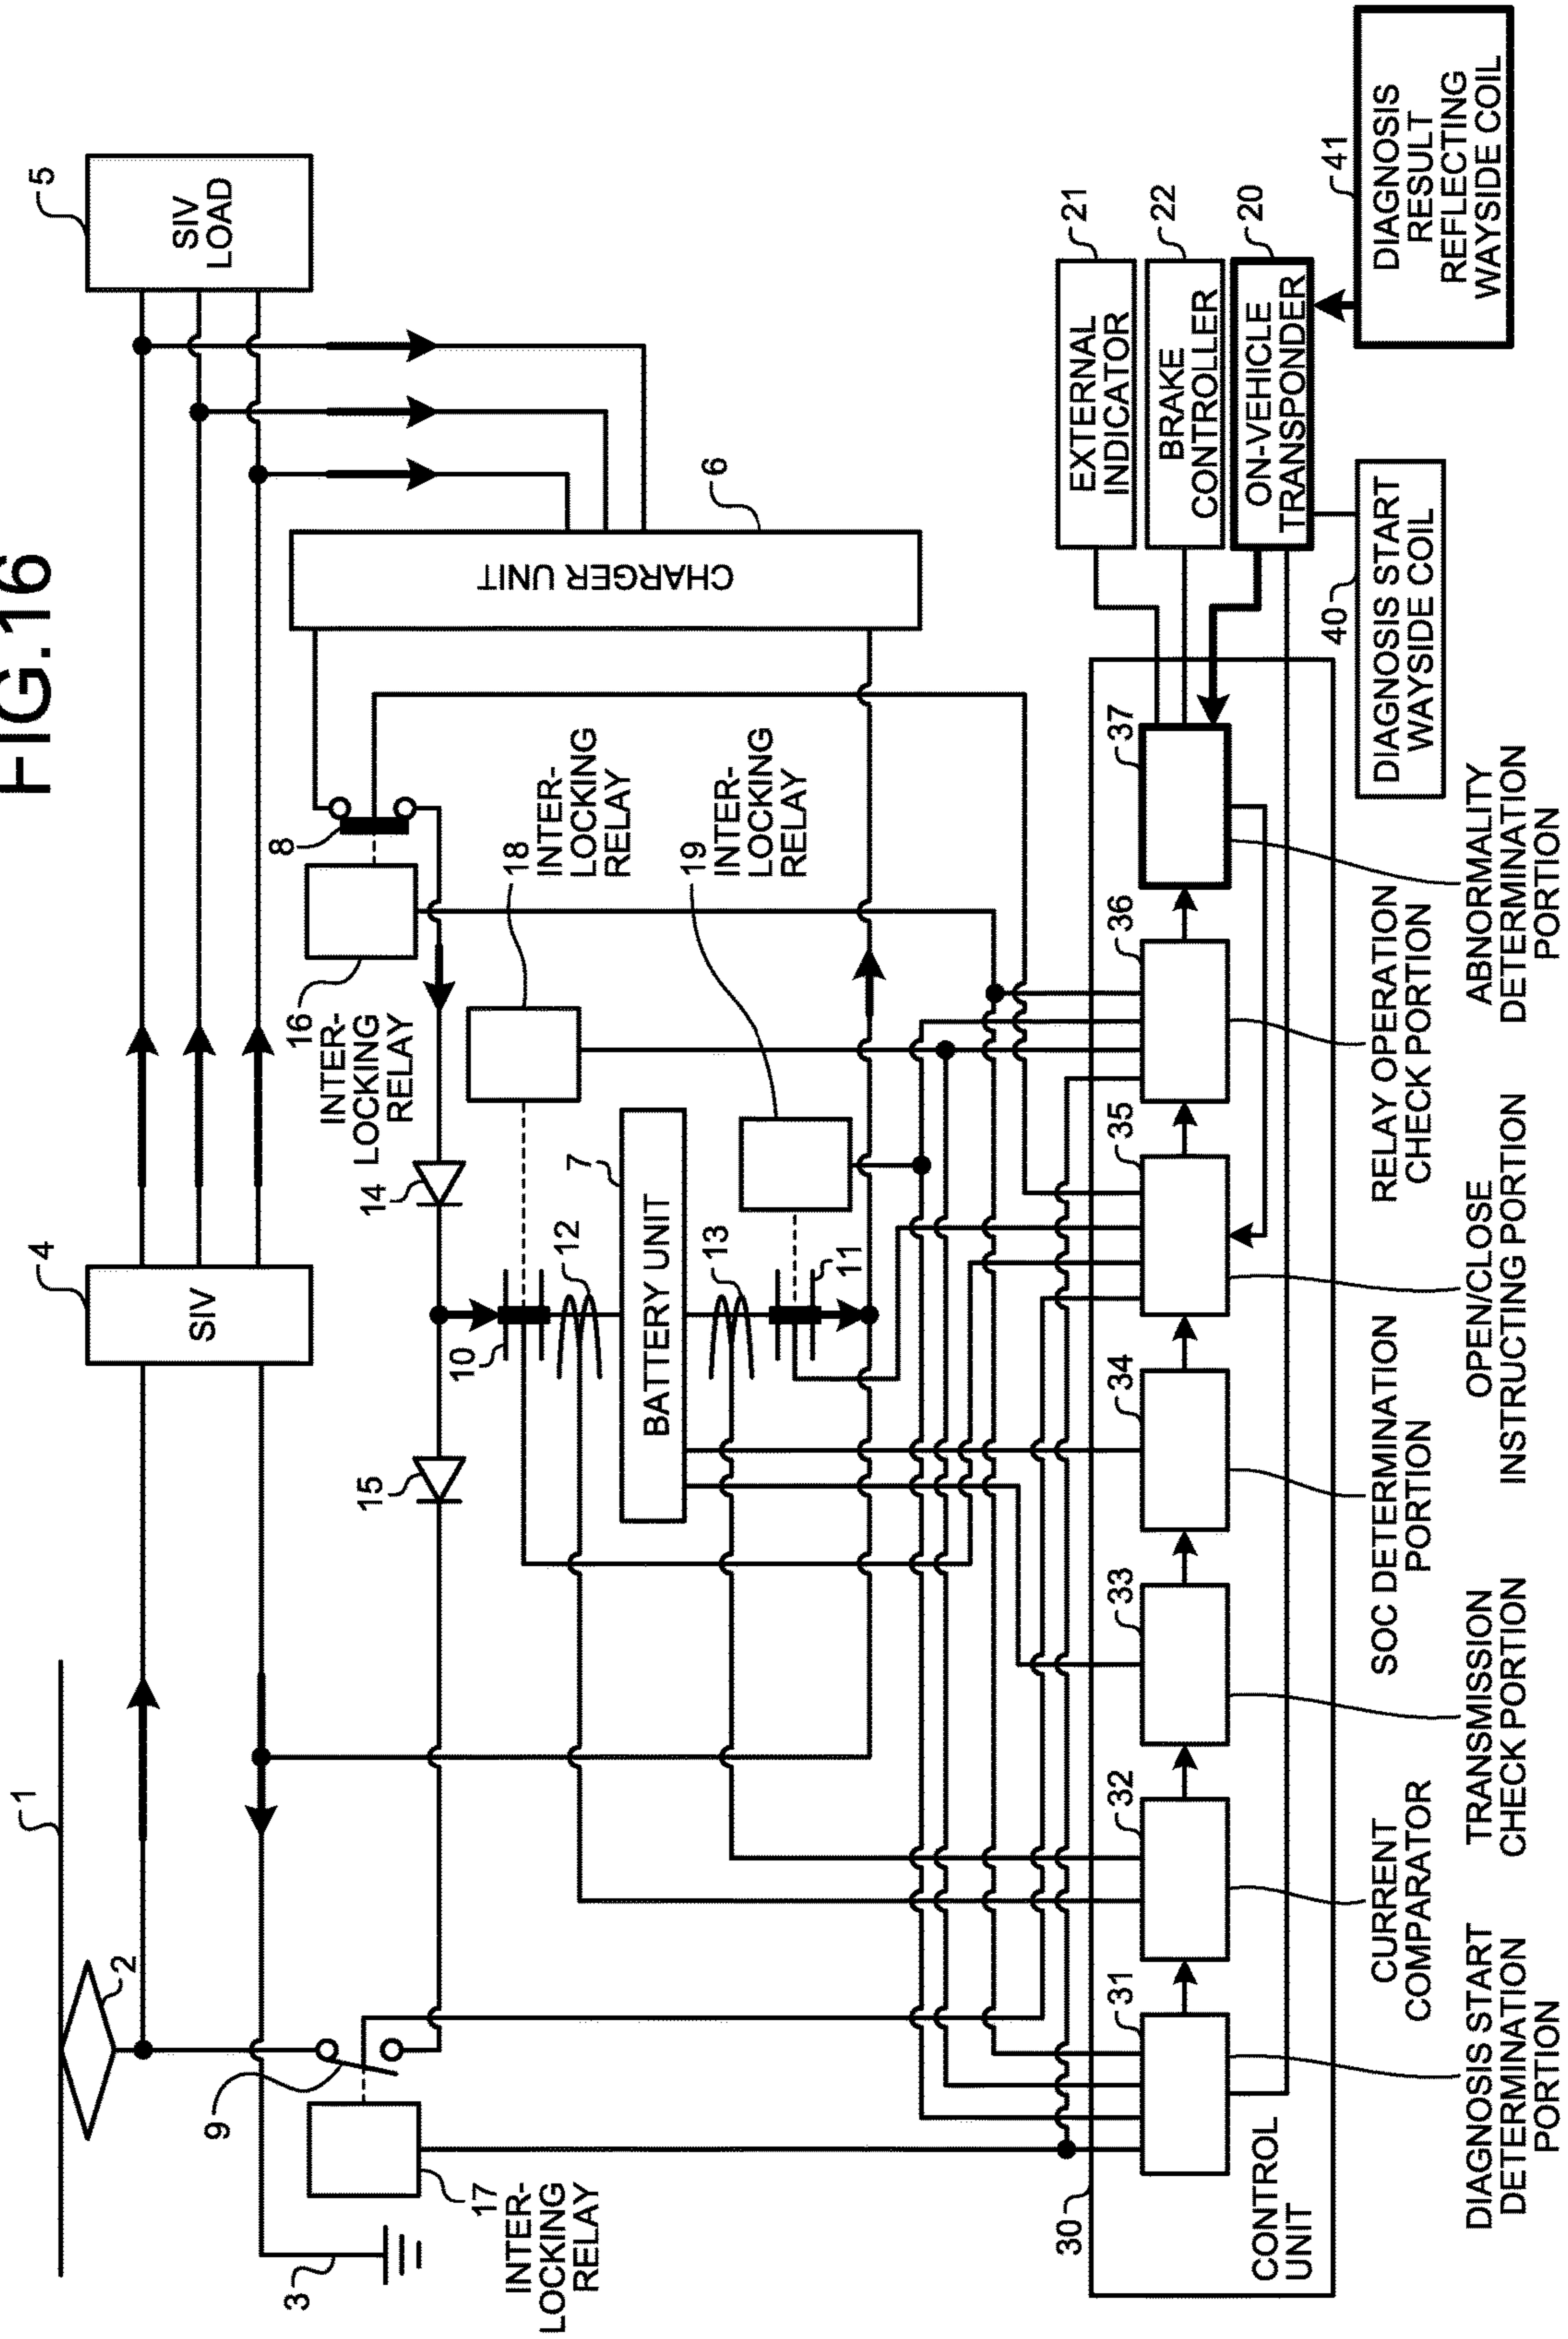 FIG.16
1
2
3
4
SIV
5
SIV
LOAD
6
CHARGER UNIT
8
9
16
INTER-
LOCKING
RELAY
17
INTER-
LOCKING
RELAY
18
INTER-
LOCKING
RELAY
19
INTER-
LOCKING
RELAY
14
15
10
12
7
BATTERY UNIT
13
11
21
EXTERNAL
INDICATOR
22
BRAKE
CONTROLLER
20
ON-VEHICLE
TRANSPONDER
41
DIAGNOSIS
RESULT
REFLECTING
WAYSIDE COIL
40
DIAGNOSIS START
WAYSIDE COIL
30
CONTROL
UNIT
31
32
33
34
35
36
37
DIAGNOSIS START
DETERMINATION
PORTION
CURRENT
COMPARATOR
TRANSMISSION
CHECK PORTION
SOC DETERMINATION
PORTION
OPEN/CLOSE
INSTRUCTING PORTION
RELAY OPERATION
CHECK PORTION
ABNORMALITY
DETERMINATION
PORTION